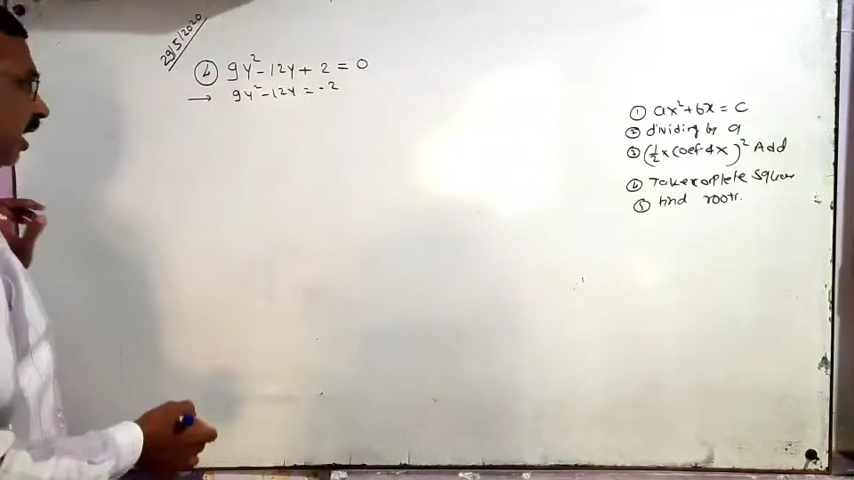 29/5/2020
④ 9y² - 12y + 2 = 0
→ 9y² - 12y = -2
① ax² + bx = c
② dividing by a
③ (½ x coef. of x)² Add
④ Take complete square
⑤ find roots.